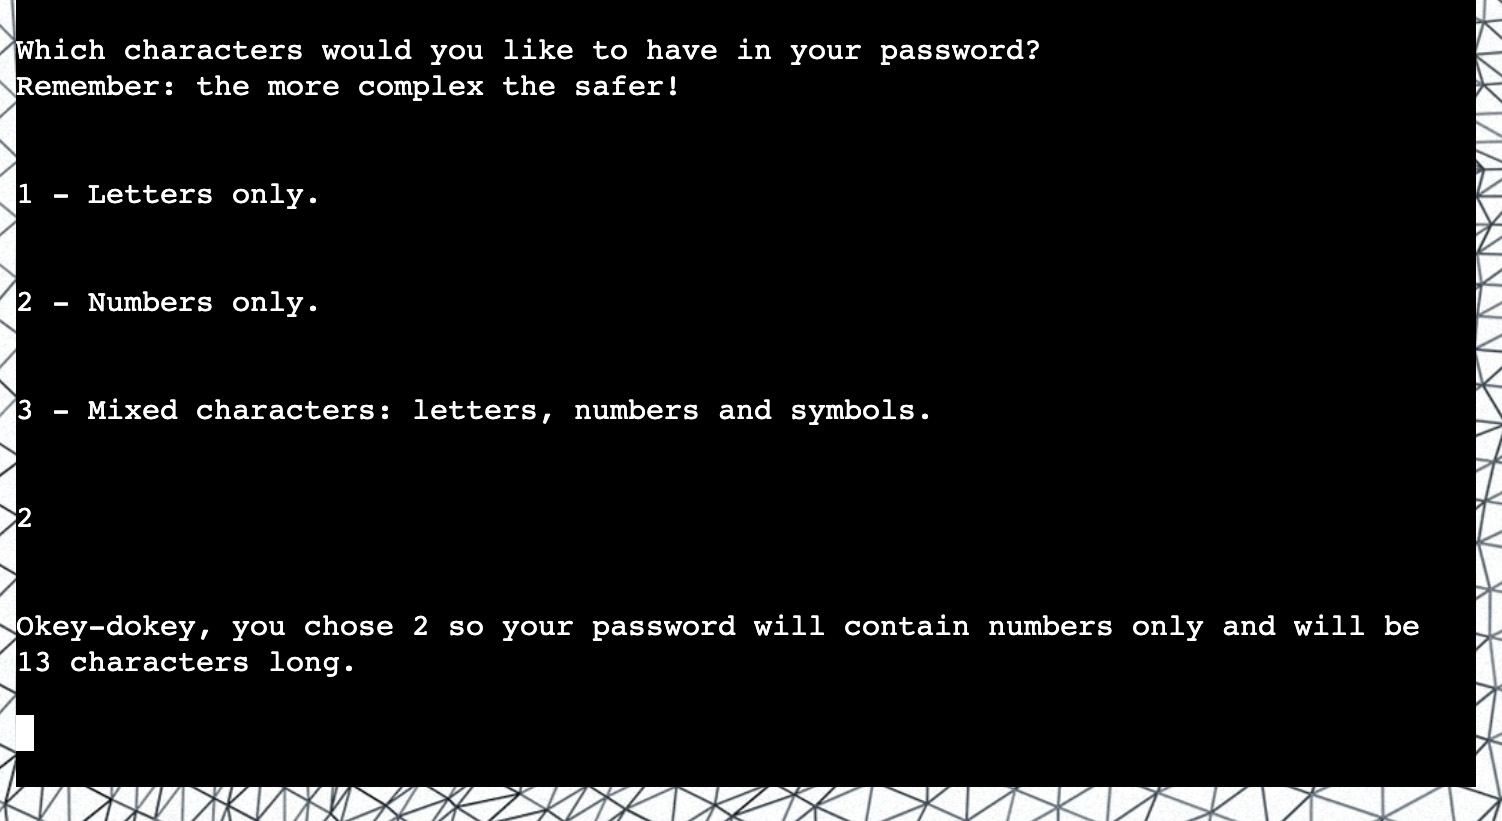 Which characters would you like to have in your password?
Remember: the more complex the safer!
1 - Letters only.
2 - Numbers only.
3 - Mixed characters: letters, numbers and symbols.
2
Okey-dokey, you chose 2 so your password will contain numbers only and will be
13 characters long.